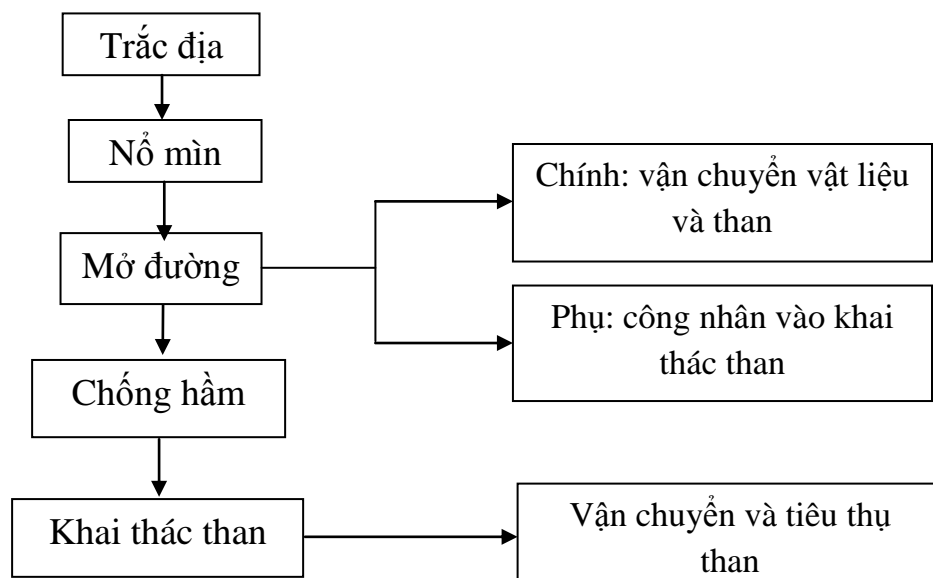 Trắc địa
Nổ mìn
Mở đường
Chính: vận chuyển vật liệu
và than
Phụ: công nhân vào khai
thác than
Chống hầm
Khai thác than
Vận chuyển và tiêu thụ
than